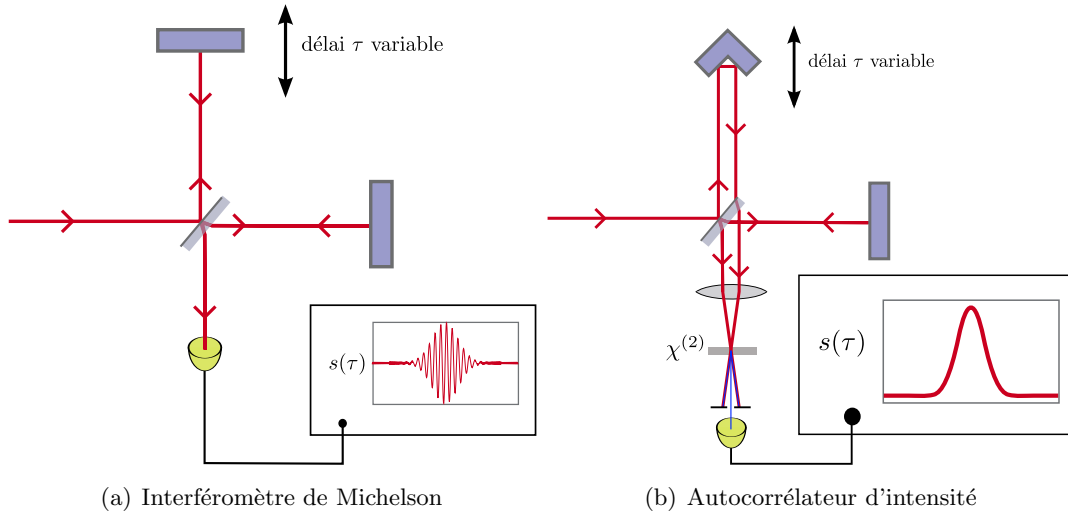 délai τ variable
s(τ)
(a) Interféromètre de Michelson
délai τ variable
χ⁽²⁾
s(τ)
(b) Autocorrélateur d'intensité